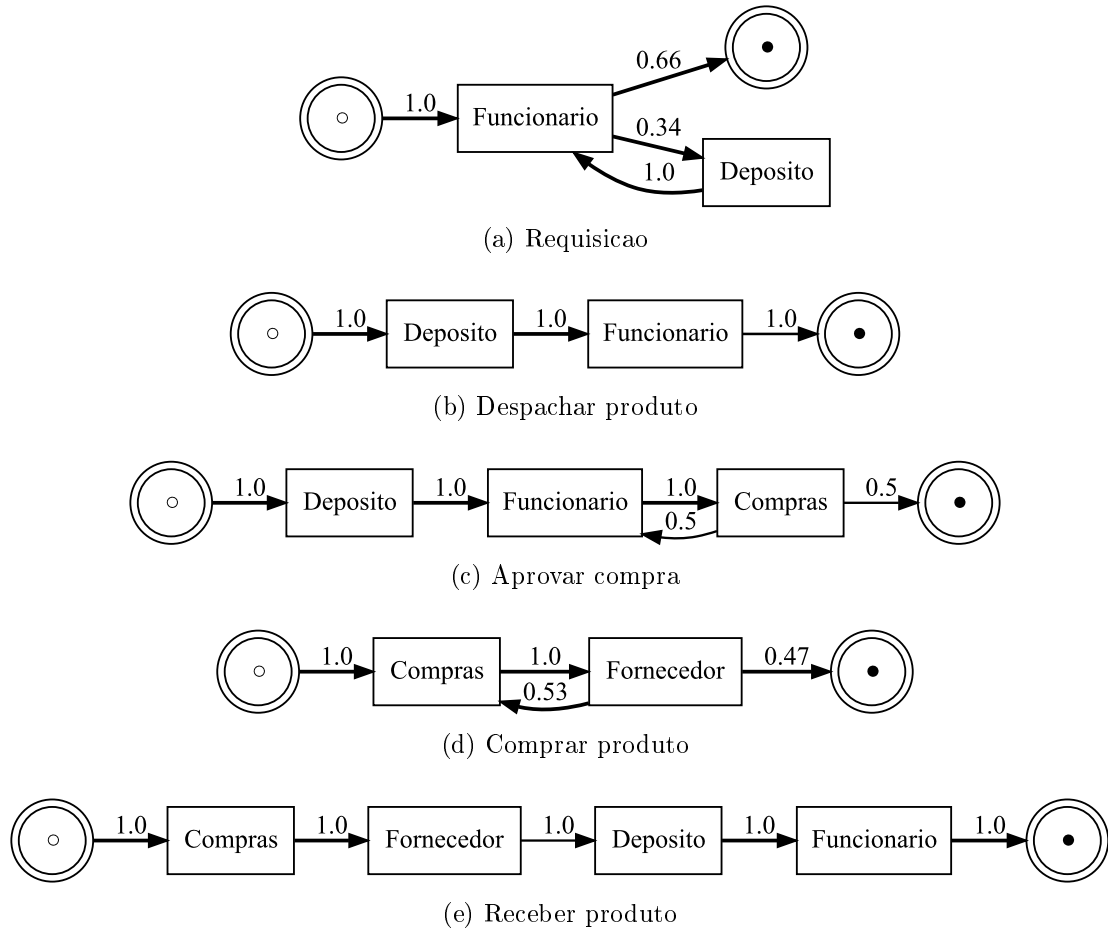 0.66
1.0
Funcionario
0.34
1.0
Deposito
(a) Requisicao
1.0 1.0 1.0
Deposito Funcionario
(b) Despachar produto
1.0 1.0 1.0 0.5
Deposito Funcionario Compras
0.5
(c) Aprovar compra
1.0 1.0 0.47
Compras Fornecedor
0.53
(d) Comprar produto
1.0 1.0 1.0 1.0 1.0
Compras Fornecedor Deposito Funcionario
(e) Receber produto